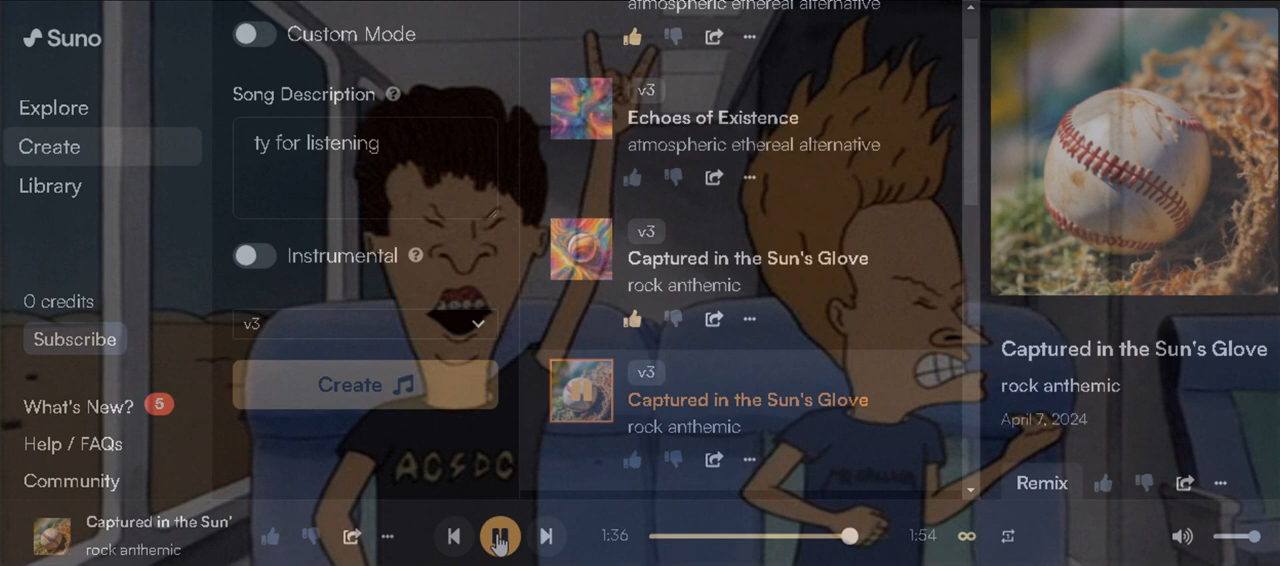 Suno
Explore
Create
Library
0 credits
Subscribe
What's New? 5
Help / FAQs
Community
Custom Mode
Song Description ?
ty for listening
Instrumental ?
v3
Create
atmospheric ethereal alternative
v3
Echoes of Existence
atmospheric ethereal alternative
v3
Captured in the Sun's Glove
rock anthemic
v3
Captured in the Sun's Glove
rock anthemic
Captured in the Sun's Glove
rock anthemic
April 7, 2024
Remix
AC⚡DC
Captured in the Sun'
rock anthemic
1:36
1:54